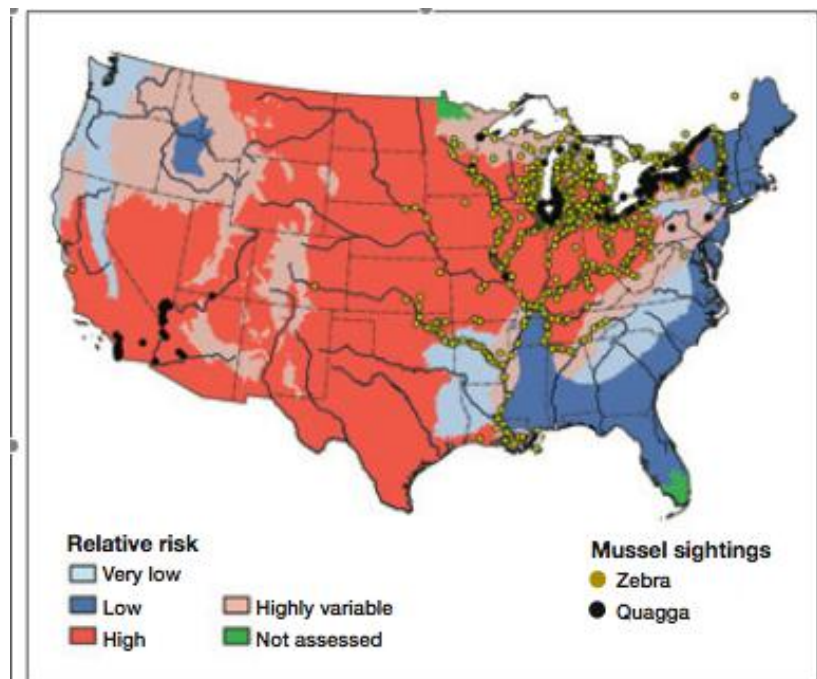 Relative risk
Very low
Low
High
Highly variable
Not assessed
Mussel sightings
Zebra
Quagga